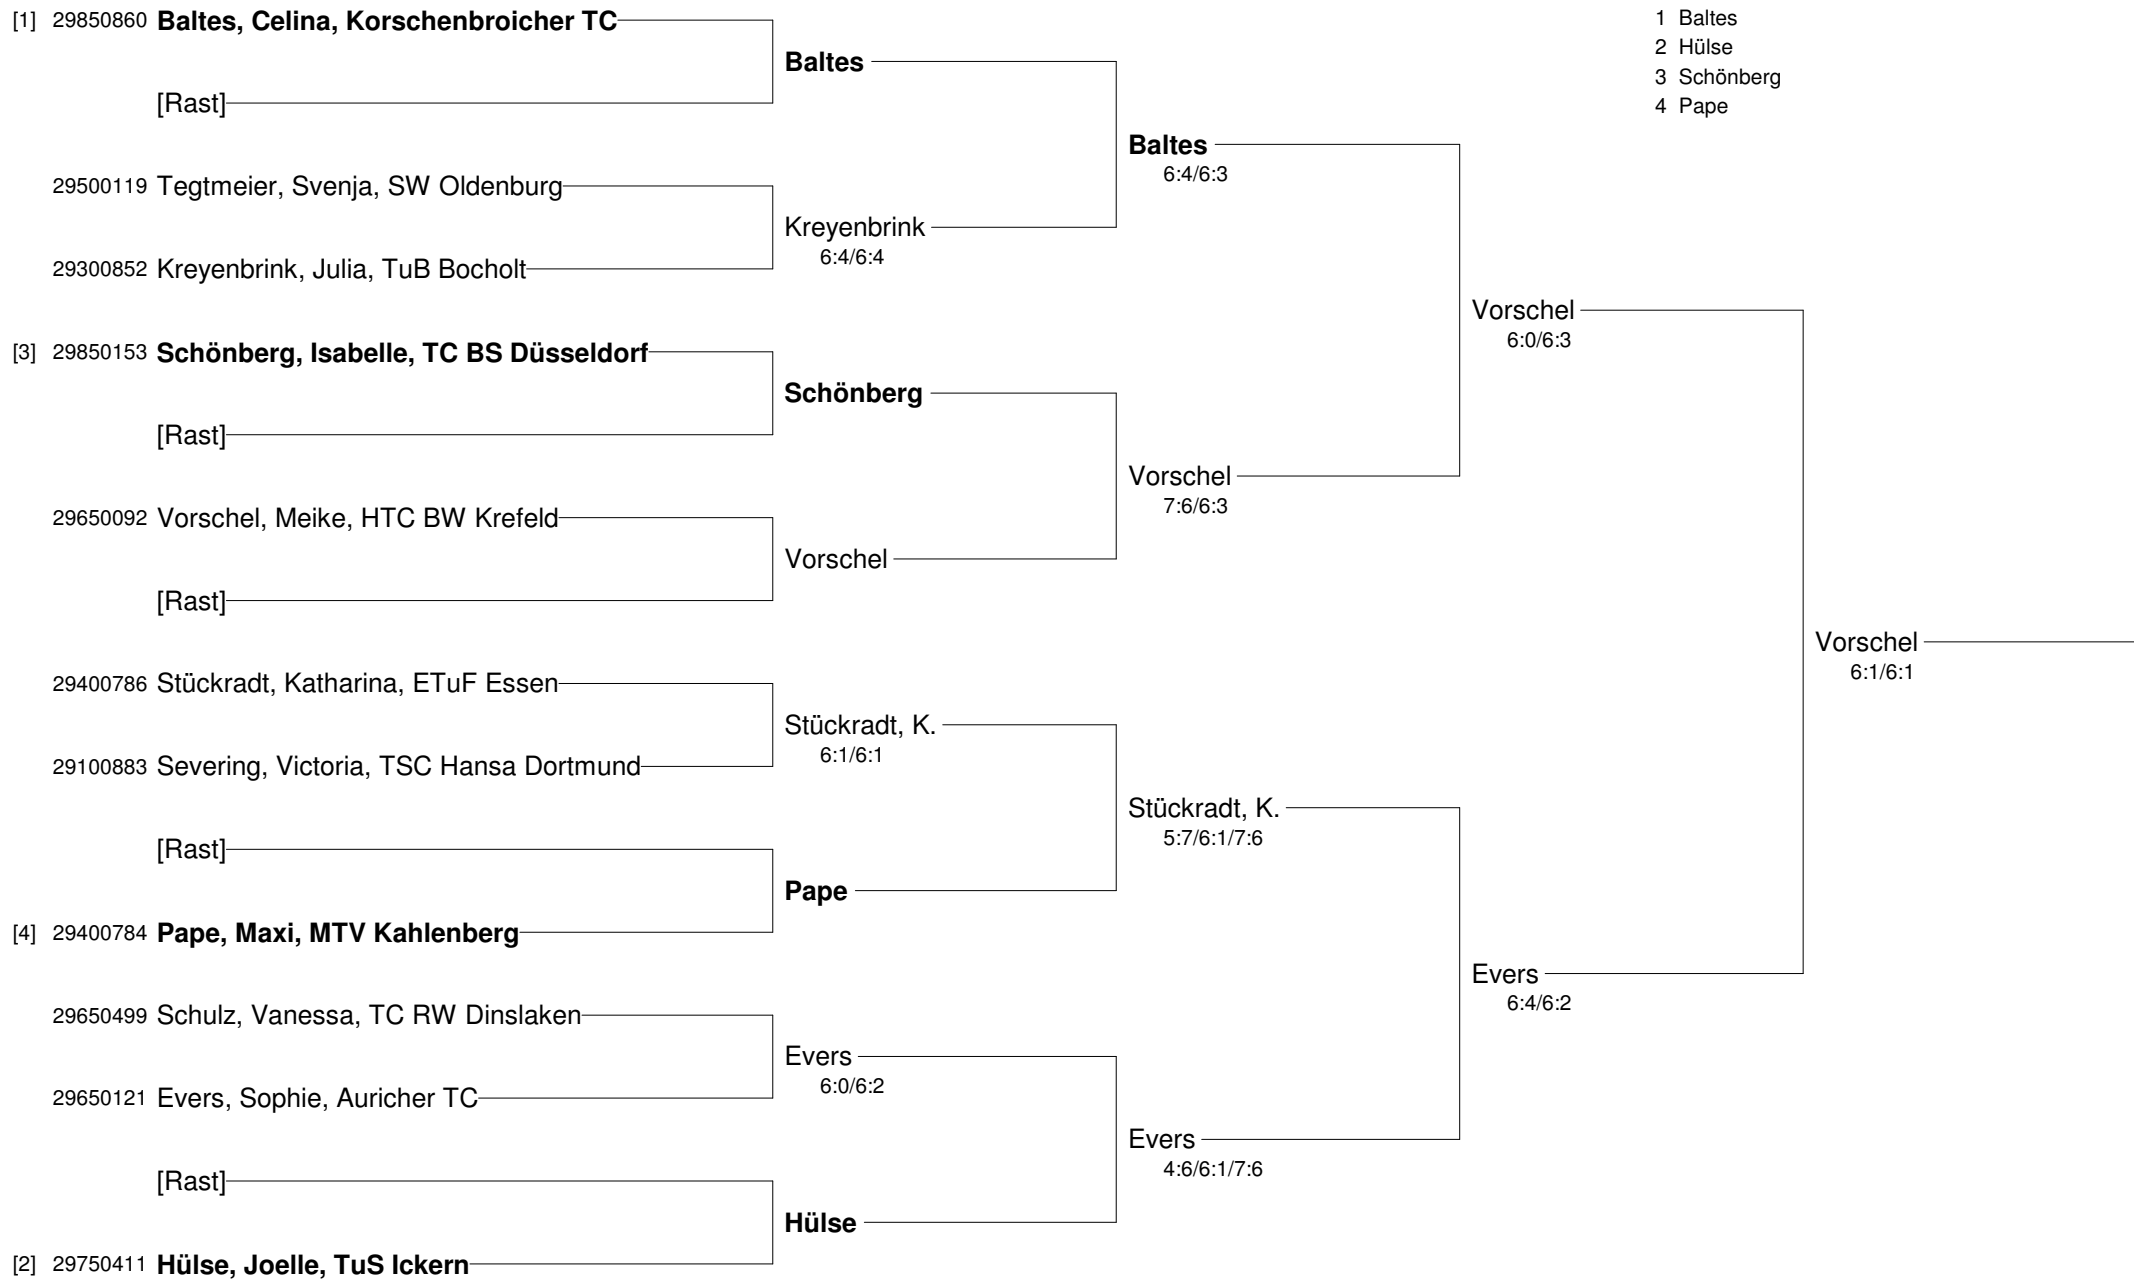 [1] 29850860 Baltes, Celina, Korschenbroicher TC
1 Baltes
2 Hülse
3 Schönberg
4 Pape
Baltes
[Rast]
Baltes
6:4/6:3
29500119 Tegtmeier, Svenja, SW Oldenburg
Kreyenbrink
6:4/6:4
29300852 Kreyenbrink, Julia, TuB Bocholt
Vorschel
6:0/6:3
[3] 29850153 Schönberg, Isabelle, TC BS Düsseldorf
Schönberg
[Rast]
Vorschel
7:6/6:3
29650092 Vorschel, Meike, HTC BW Krefeld
Vorschel
[Rast]
Vorschel
6:1/6:1
29400786 Stückradt, Katharina, ETuF Essen
Stückradt, K.
6:1/6:1
29100883 Severing, Victoria, TSC Hansa Dortmund
Stückradt, K.
5:7/6:1/7:6
[Rast]
Pape
[4] 29400784 Pape, Maxi, MTV Kahlenberg
Evers
6:4/6:2
29650499 Schulz, Vanessa, TC RW Dinslaken
Evers
6:0/6:2
29650121 Evers, Sophie, Auricher TC
Evers
4:6/6:1/7:6
[Rast]
Hülse
[2] 29750411 Hülse, Joelle, TuS Ickern